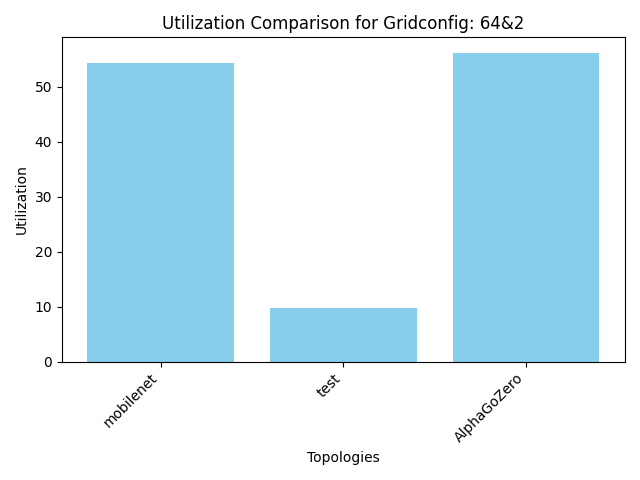 Utilization Comparison for Gridconfig: 64&2
Utilization
50
40
30
20
10
0
mobilenet
test
AlphaGoZero
Topologies